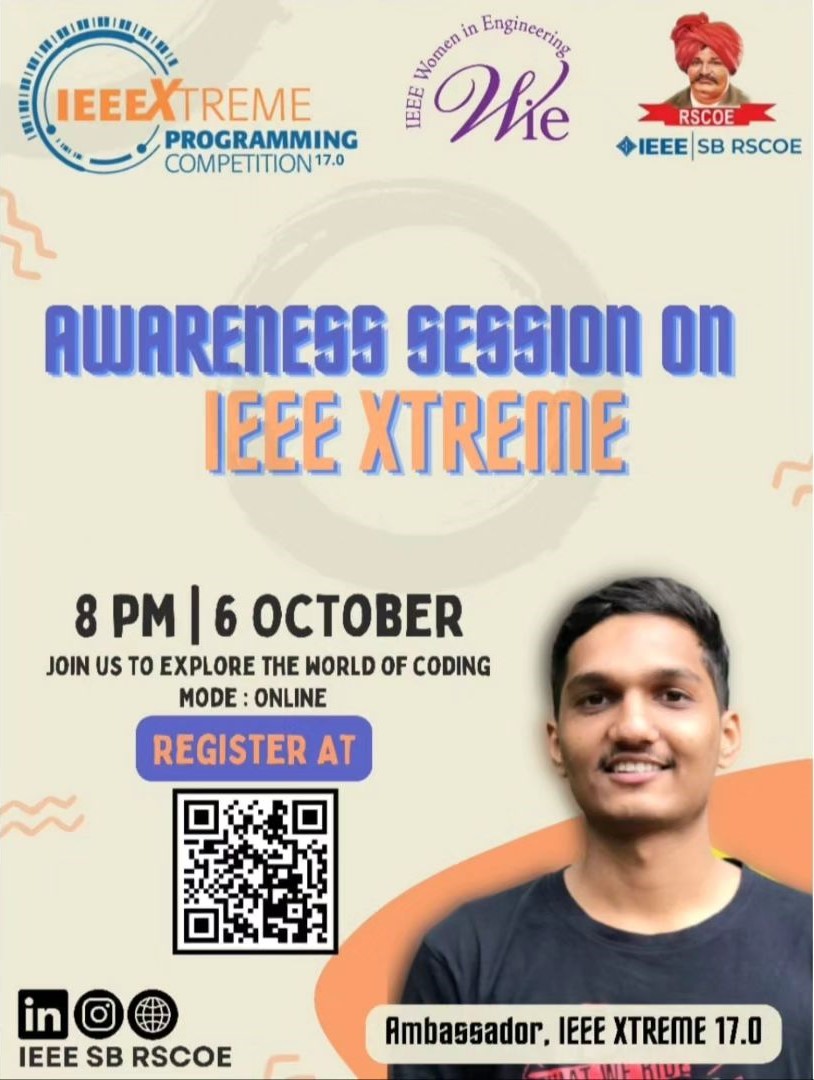 IEEEXTREME
PROGRAMMING
COMPETITION 17.0
IEEE Women in Engineering
Wie
RSCOE
IEEE | SB RSCOE
AWARENESS SESSION ON
IEEE XTREME
8 PM | 6 OCTOBER
JOIN US TO EXPLORE THE WORLD OF CODING
MODE : ONLINE
REGISTER AT
in
IEEE SB RSCOE
Ambassador, IEEE XTREME 17.0
WE